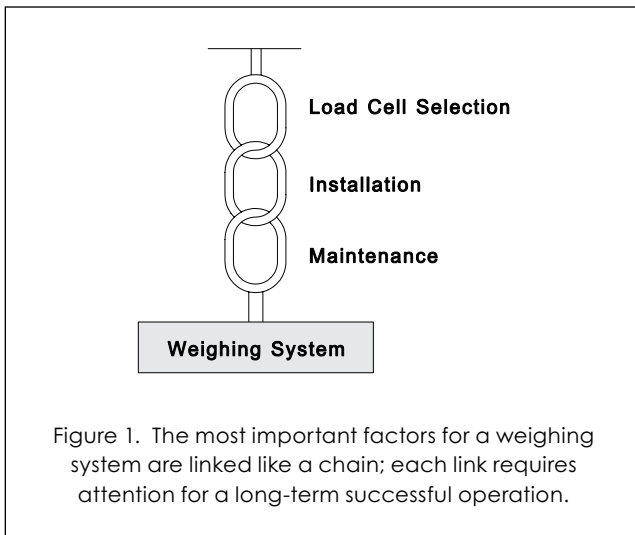 Load Cell Selection
Installation
Maintenance
Weighing System
Figure 1. The most important factors for a weighing
system are linked like a chain; each link requires
attention for a long-term successful operation.